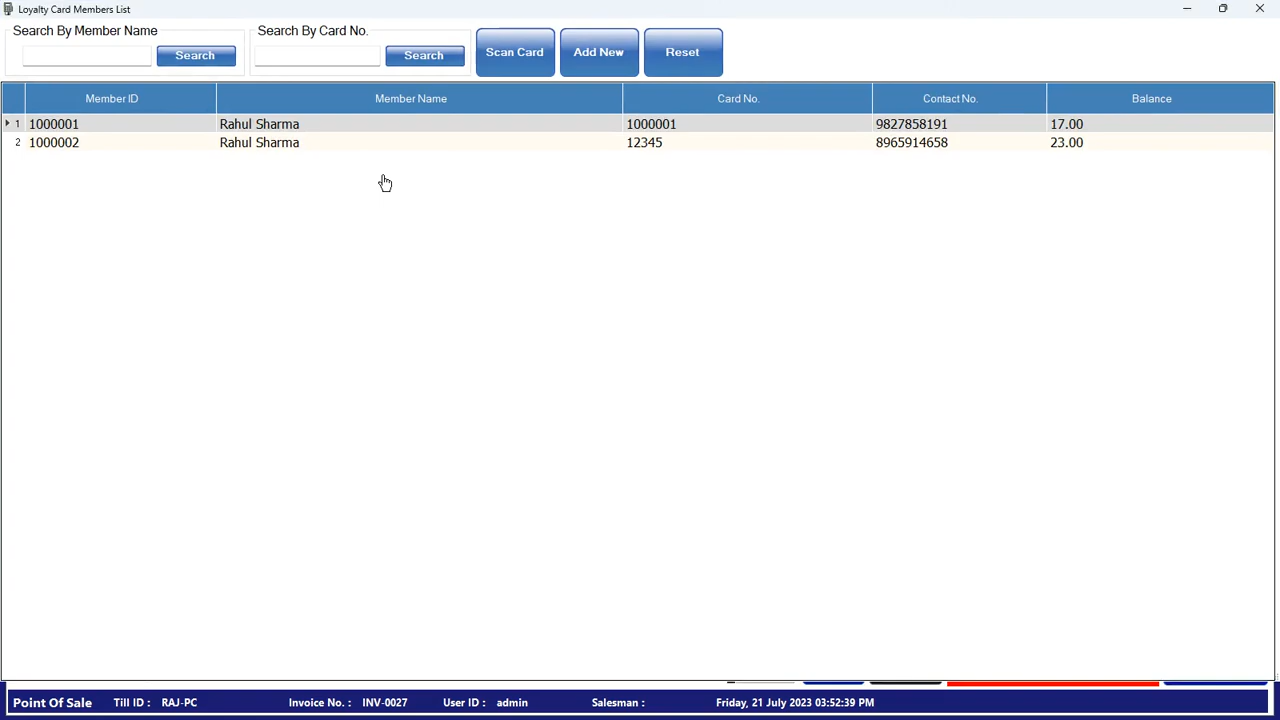 Loyalty Card Members List
Search By Member Name
Search By Card No.
Search
Search
Scan Card
Add New
Reset
Member ID Member Name Card No. Contact No. Balance
1 1000001 Rahul Sharma 1000001 9827858191 17.00
2 1000002 Rahul Sharma 12345 8965914658 23.00
Point Of Sale Till ID : RAJ-PC Invoice No. : INV-0027 User ID : admin Salesman : Friday, 21 July 2023 03:52:39 PM